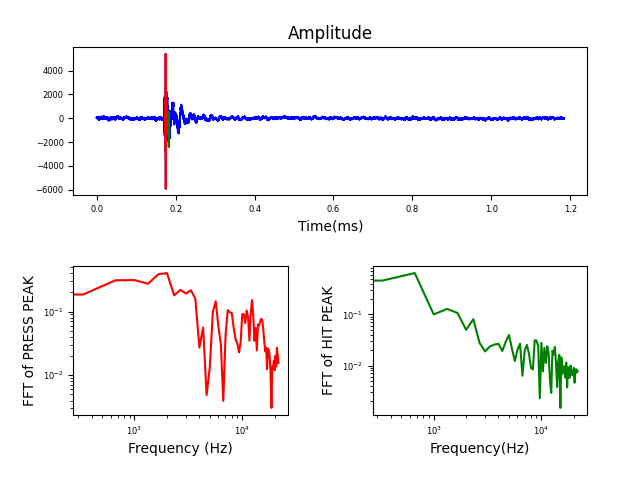 Amplitude
4000
2000
0
−2000
−4000
−6000
0.0 0.2 0.4 0.6 0.8 1.0 1.2
Time(ms)
FFT of PRESS PEAK
10⁻¹
10⁻²
10³ 10⁴
Frequency (Hz)
FFT of HIT PEAK
10⁻¹
10⁻²
10³ 10⁴
Frequency(Hz)